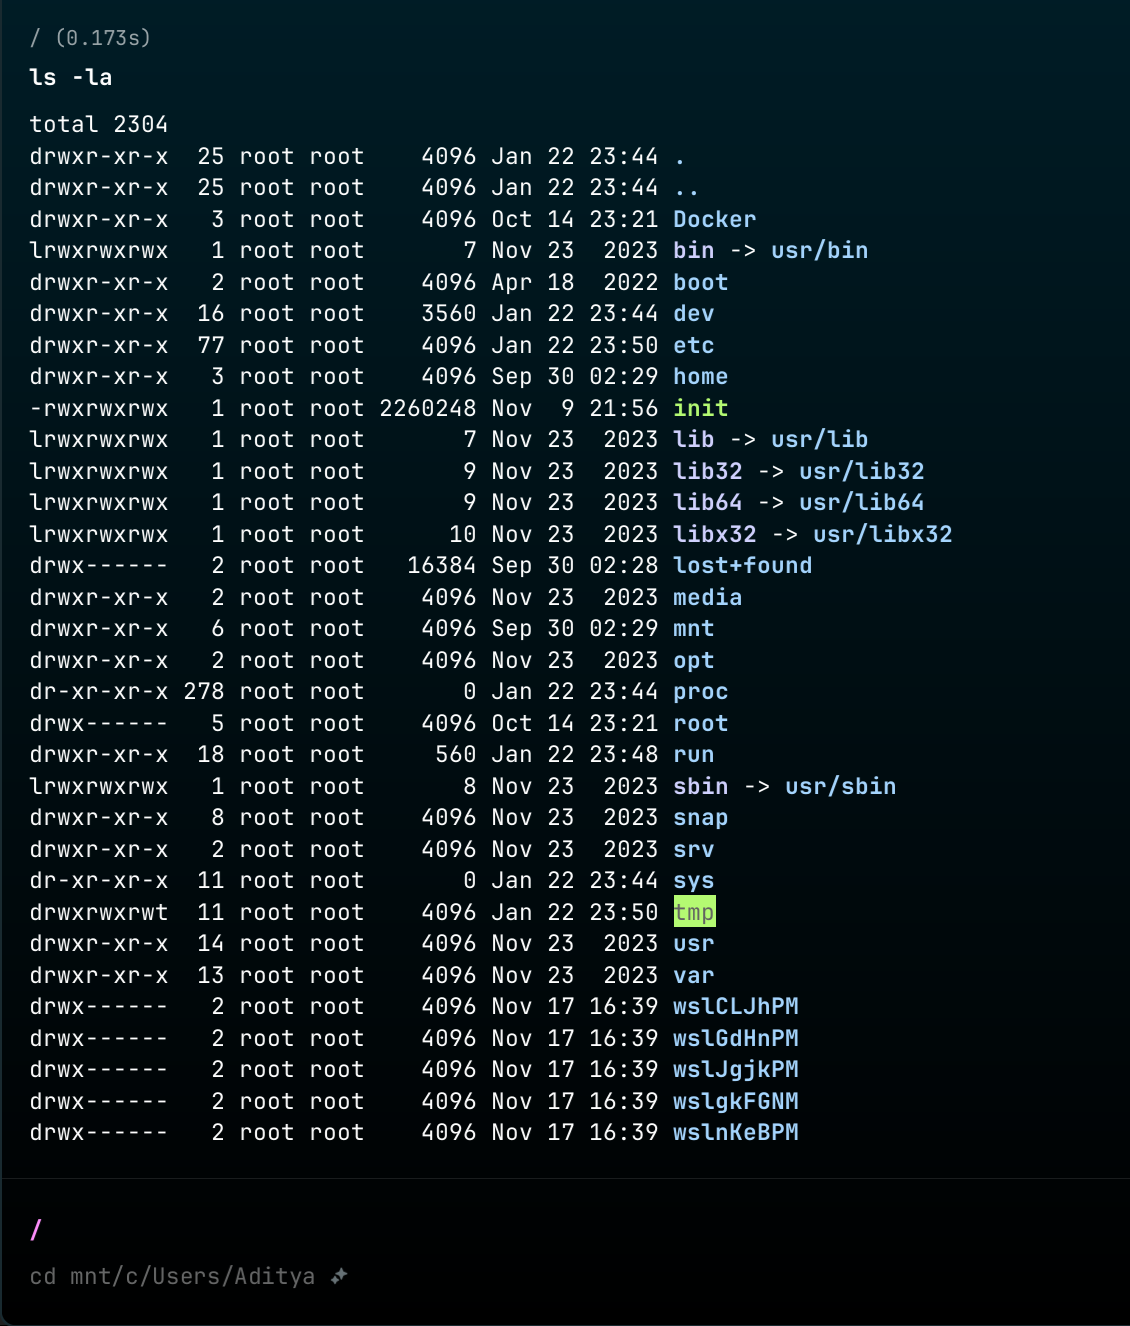 / (0.173s)
ls -la
total 2304
drwxr-xr-x  25 root root    4096 Jan 22 23:44 .
drwxr-xr-x  25 root root    4096 Jan 22 23:44 ..
drwxr-xr-x   3 root root    4096 Oct 14 23:21 Docker
lrwxrwxrwx   1 root root       7 Nov 23  2023 bin -> usr/bin
drwxr-xr-x   2 root root    4096 Apr 18  2022 boot
drwxr-xr-x  16 root root    3560 Jan 22 23:44 dev
drwxr-xr-x  77 root root    4096 Jan 22 23:50 etc
drwxr-xr-x   3 root root    4096 Sep 30 02:29 home
-rwxrwxrwx   1 root root 2260248 Nov  9 21:56 init
lrwxrwxrwx   1 root root       7 Nov 23  2023 lib -> usr/lib
lrwxrwxrwx   1 root root       9 Nov 23  2023 lib32 -> usr/lib32
lrwxrwxrwx   1 root root       9 Nov 23  2023 lib64 -> usr/lib64
lrwxrwxrwx   1 root root      10 Nov 23  2023 libx32 -> usr/libx32
drwx------   2 root root   16384 Sep 30 02:28 lost+found
drwxr-xr-x   2 root root    4096 Nov 23  2023 media
drwxr-xr-x   6 root root    4096 Sep 30 02:29 mnt
drwxr-xr-x   2 root root    4096 Nov 23  2023 opt
dr-xr-xr-x 278 root root       0 Jan 22 23:44 proc
drwx------   5 root root    4096 Oct 14 23:21 root
drwxr-xr-x  18 root root     560 Jan 22 23:48 run
lrwxrwxrwx   1 root root       8 Nov 23  2023 sbin -> usr/sbin
drwxr-xr-x   8 root root    4096 Nov 23  2023 snap
drwxr-xr-x   2 root root    4096 Nov 23  2023 srv
dr-xr-xr-x  11 root root       0 Jan 22 23:44 sys
drwxrwxrwt  11 root root    4096 Jan 22 23:50 tmp
drwxr-xr-x  14 root root    4096 Nov 23  2023 usr
drwxr-xr-x  13 root root    4096 Nov 23  2023 var
drwx------   2 root root    4096 Nov 17 16:39 wslCLJhPM
drwx------   2 root root    4096 Nov 17 16:39 wslGdHnPM
drwx------   2 root root    4096 Nov 17 16:39 wslJgjkPM
drwx------   2 root root    4096 Nov 17 16:39 wslgkFGNM
drwx------   2 root root    4096 Nov 17 16:39 wslnKeBPM
/
cd mnt/c/Users/Aditya